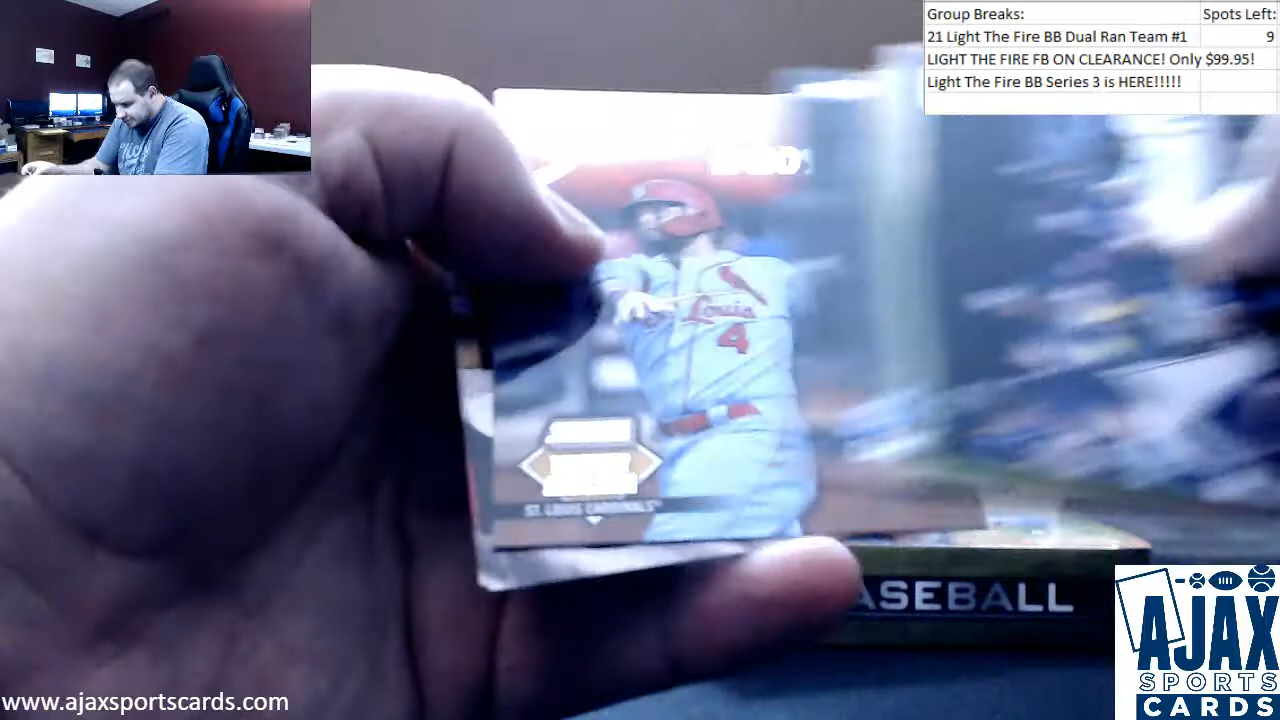 Group Breaks: Spots Left:
21 Light The Fire BB Dual Ran Team #1 9
LIGHT THE FIRE FB ON CLEARANCE! Only $99.95!
Light The Fire BB Series 3 is HERE!!!!!
Louis
4
ST. LOUIS CARDINALS
ASEBALL
AJAX
SPORTS
CARDS
www.ajaxsportscards.com